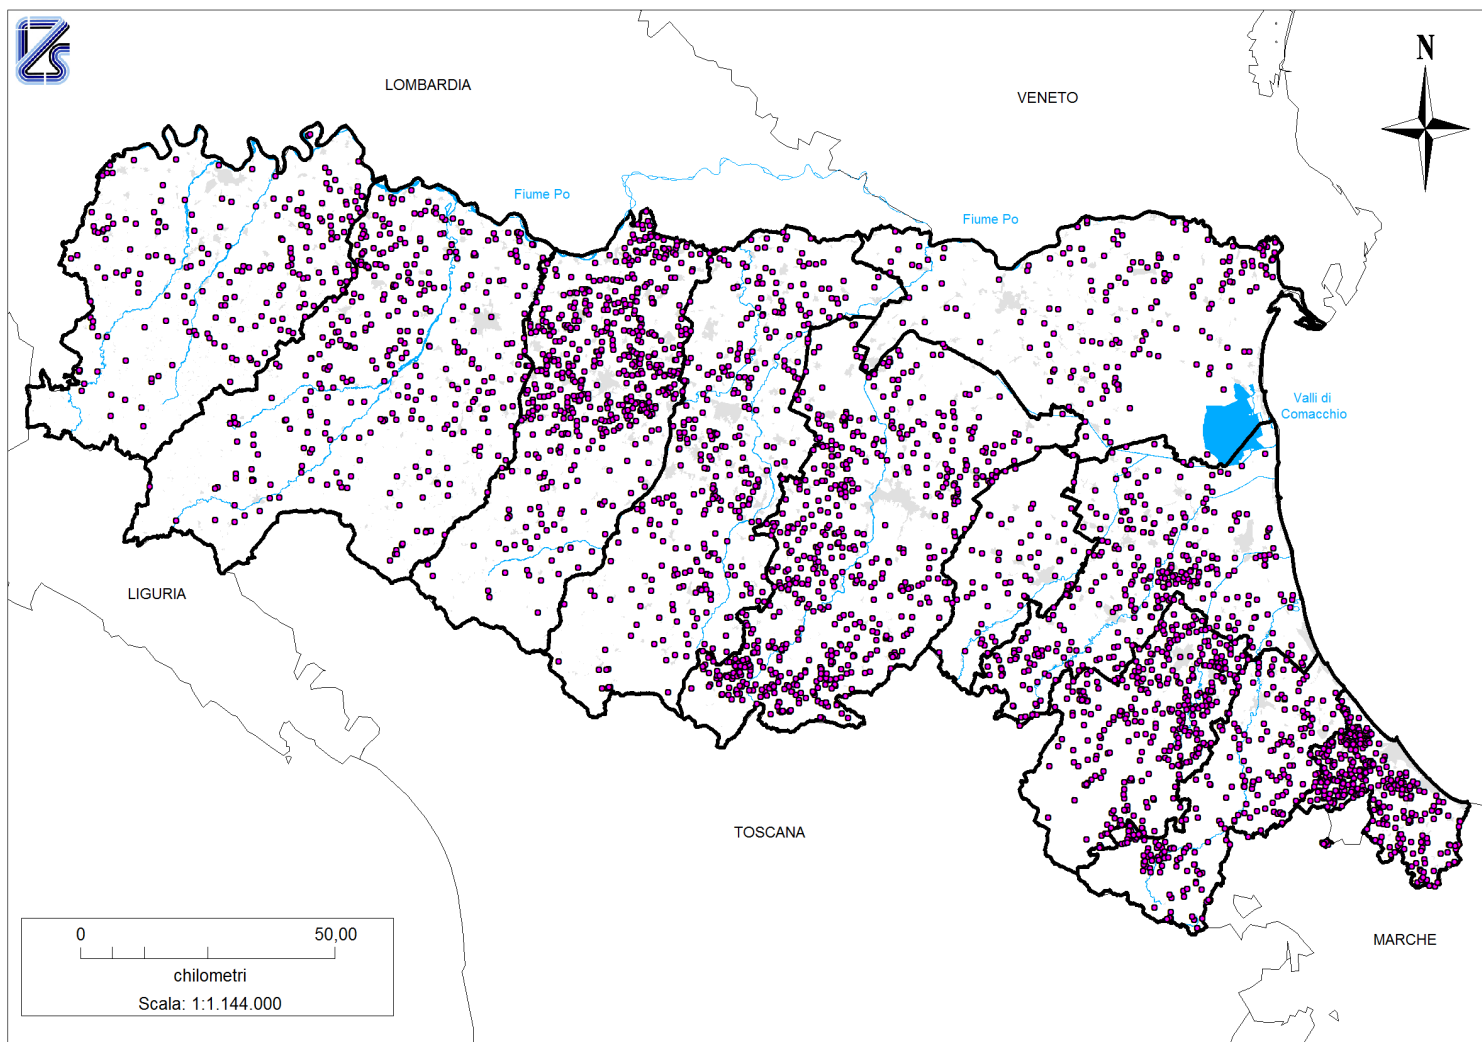 IZS
N
LOMBARDIA
VENETO
Fiume Po
Fiume Po
Valli di
Comacchio
LIGURIA
TOSCANA
MARCHE
0 50,00
chilometri
Scala: 1:1.144.000